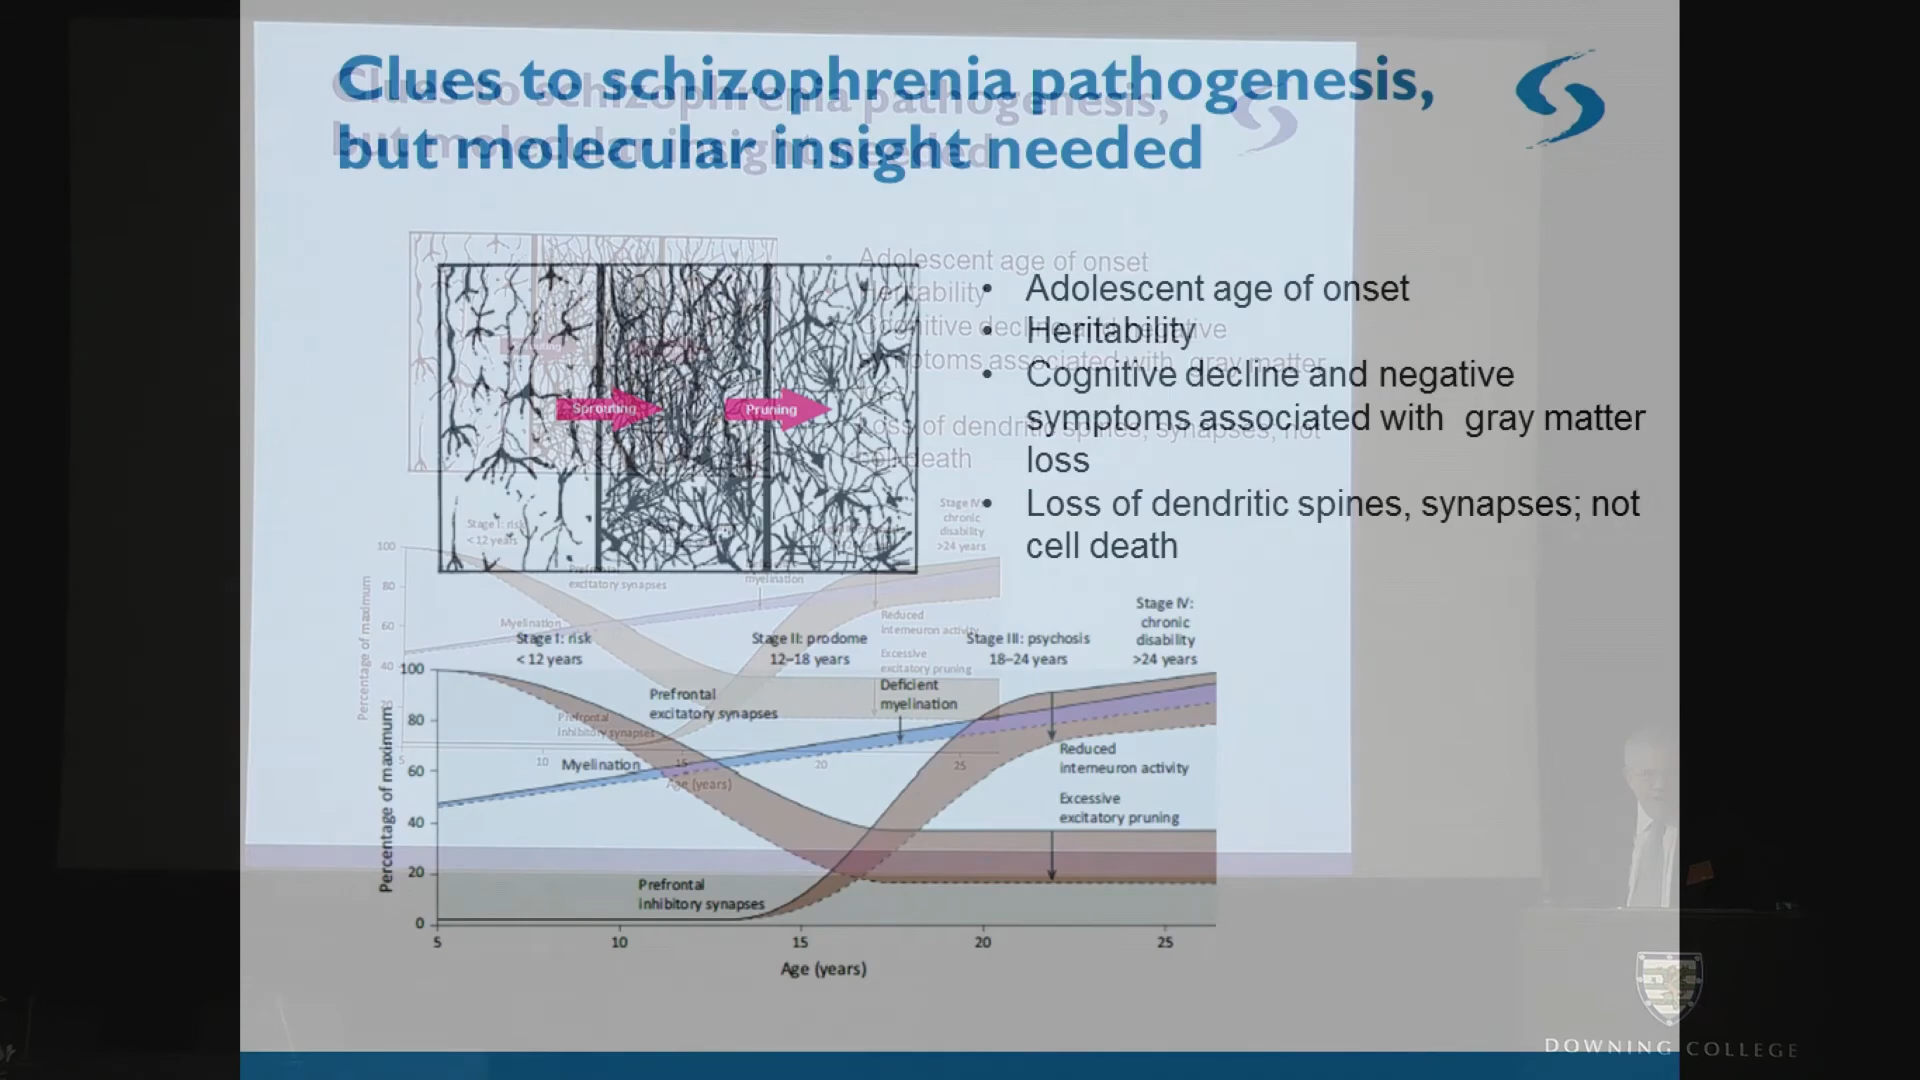 Clues to schizophrenia pathogenesis,
but molecular insight needed
Sprouting
Pruning
• Adolescent age of onset
• Heritability
• Cognitive decline and negative
symptoms associated with gray matter
loss
• Loss of dendritic spines, synapses; not
cell death
Stage I: risk
< 12 years
Stage II: prodome
12–18 years
Stage III: psychosis
18–24 years
Stage IV:
chronic
disability
>24 years
Percentage of maximum
100
80
60
40
20
0
Prefrontal
excitatory synapses
Deficient
myelination
Myelination
Reduced
interneuron activity
Excessive
excitatory pruning
Prefrontal
inhibitory synapses
5
10
15
20
25
Age (years)
DOWNING COLLEGE